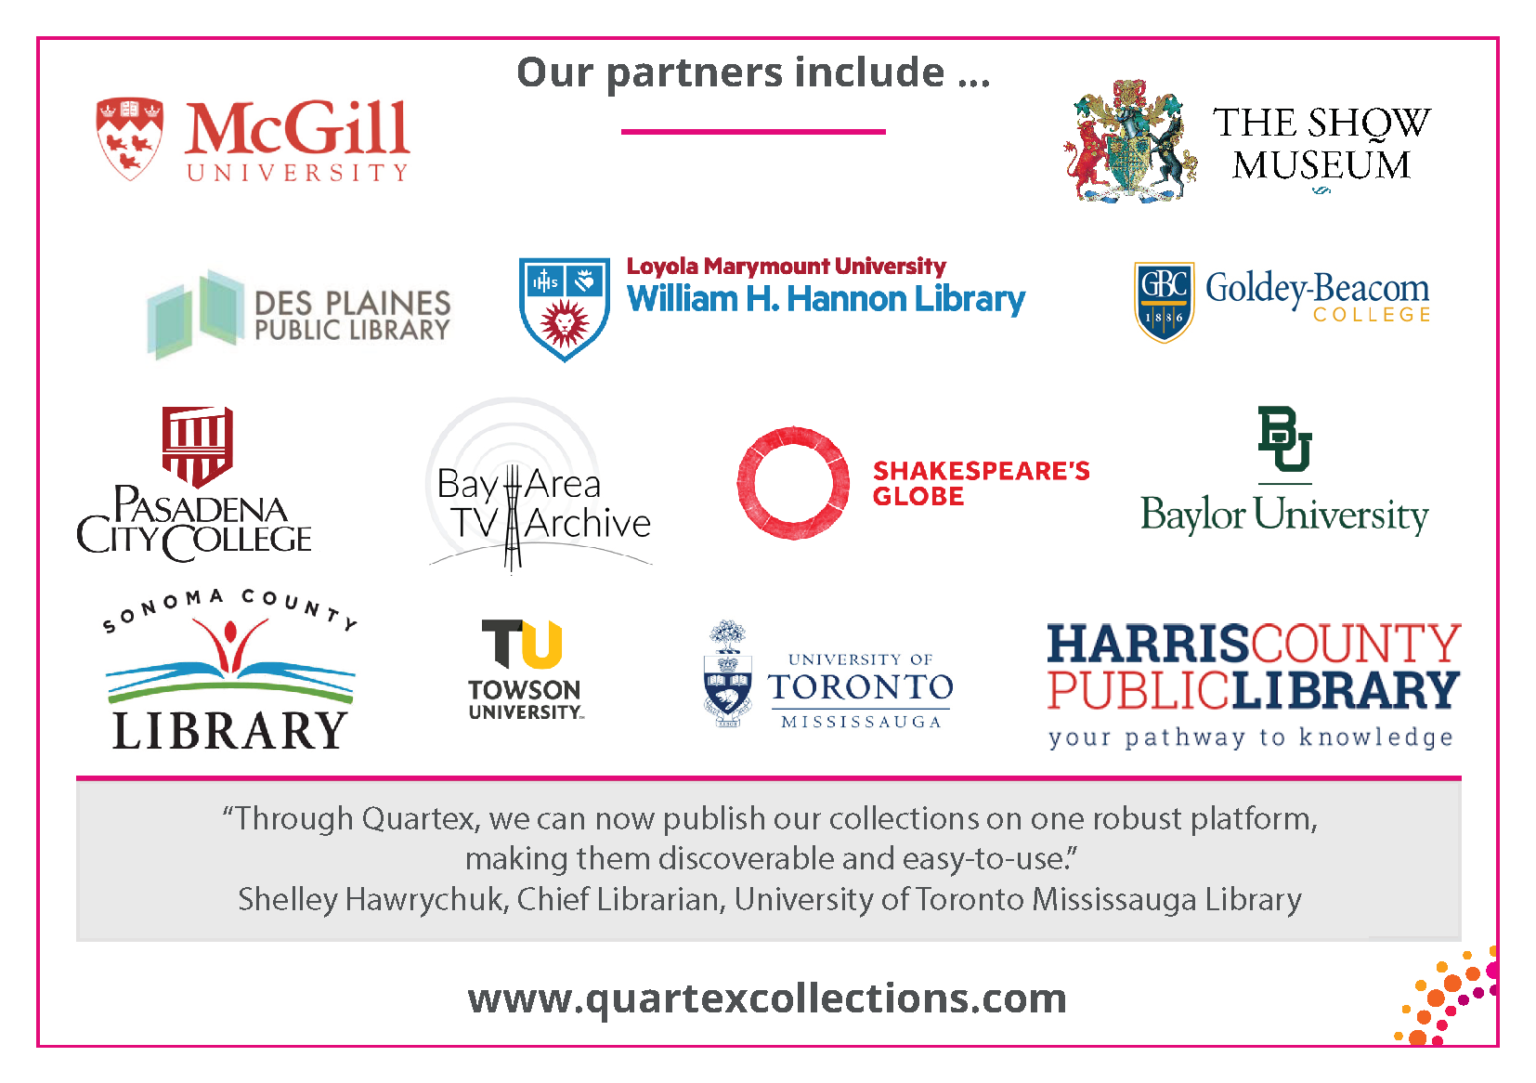 Our partners include ...
McGill
UNIVERSITY
THE SHOW
MUSEUM
DES PLAINES
PUBLIC LIBRARY
IHS
Loyola Marymount University
William H. Hannon Library
GBC
1886
Goldey-Beacom
COLLEGE
PASADENA
CITY COLLEGE
Bay Area
TV Archive
SHAKESPEARE'S
GLOBE
BU
Baylor University
SONOMA COUNTY
LIBRARY
TU
TOWSON
UNIVERSITY™
UNIVERSITY OF
TORONTO
MISSISSAUGA
HARRISCOUNTY
PUBLICLIBRARY
your pathway to knowledge
“Through Quartex, we can now publish our collections on one robust platform,
making them discoverable and easy-to-use.”
Shelley Hawrychuk, Chief Librarian, University of Toronto Mississauga Library
www.quartexcollections.com